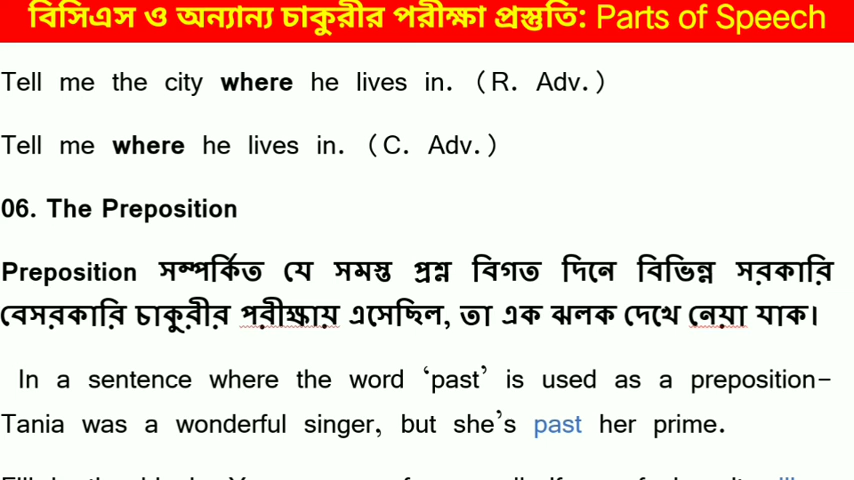 বিসিএস ও অন্যান্য চাকুরীর পরীক্ষা প্রস্তুতি: Parts of Speech
Tell me the city where he lives in. (R. Adv.)
Tell me where he lives in. (C. Adv.)
06. The Preposition
Preposition সম্পর্কিত যে সমস্ত প্রশ্ন বিগত দিনে বিভিন্ন সরকারি
বেসরকারি চাকুরীর পরীক্ষায় এসেছিল, তা এক ঝলক দেখে নেয়া যাক।
In a sentence where the word ‘past’ is used as a preposition–
Tania was a wonderful singer, but she’s past her prime.